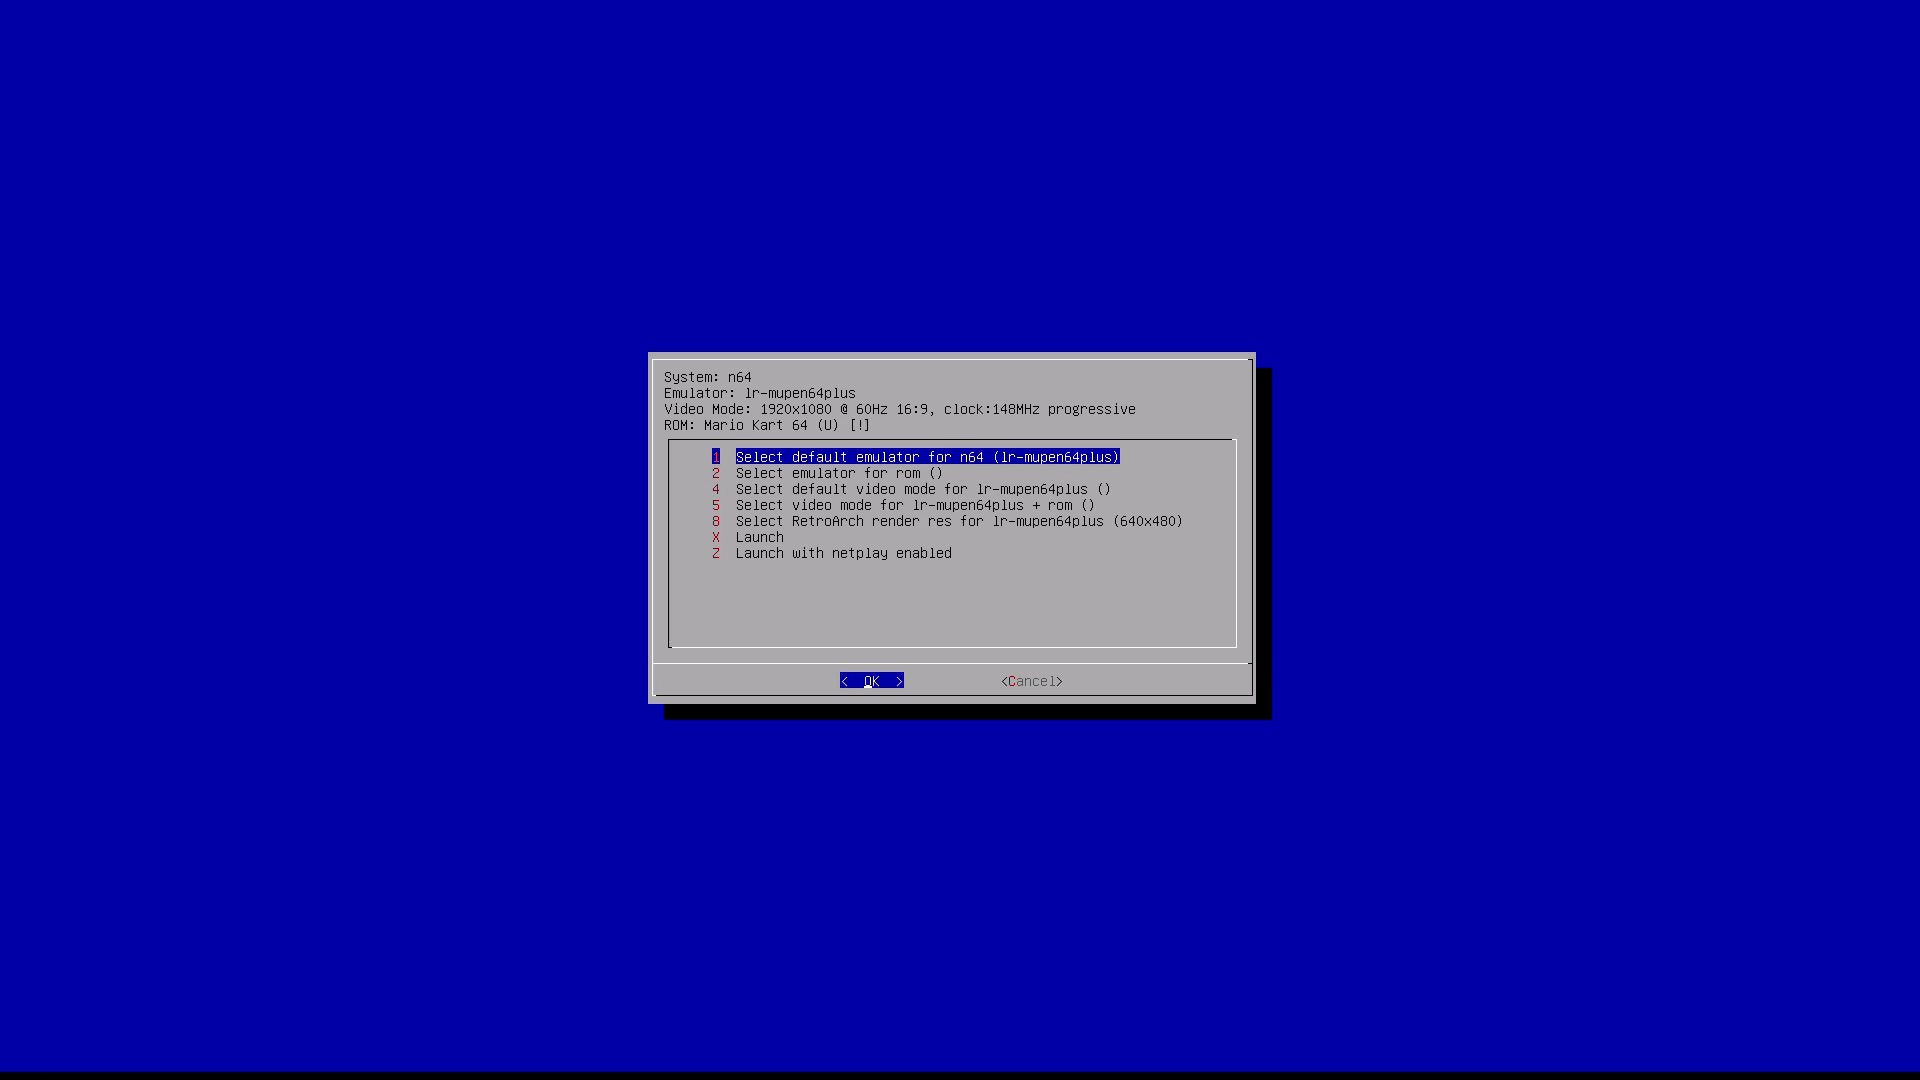 System: n64
Emulator: lr-mupen64plus
Video Mode: 1920x1080 @ 60Hz 16:9, clock:148MHz progressive
ROM: Mario Kart 64 (U) [!]
1 Select default emulator for n64 (lr-mupen64plus)
2 Select emulator for rom ()
4 Select default video mode for lr-mupen64plus ()
5 Select video mode for lr-mupen64plus + rom ()
8 Select RetroArch render res for lr-mupen64plus (640x480)
X Launch
Z Launch with netplay enabled
< OK > <Cancel>